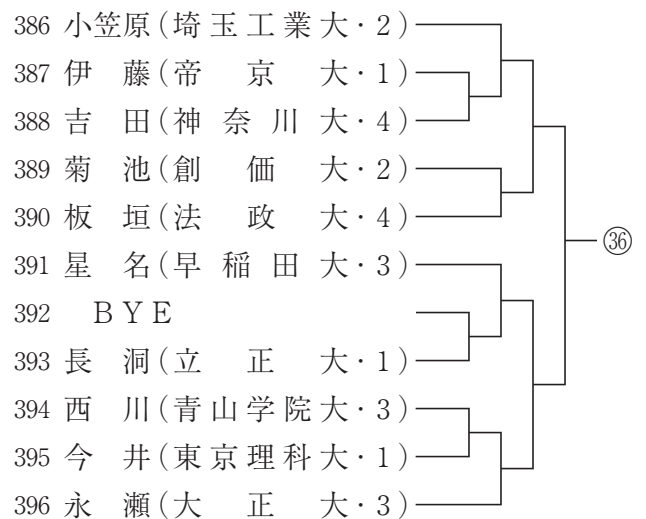 386 小笠原(埼玉工業大・2)
387 伊藤(帝京大・1)
388 吉田(神奈川大・4)
389 菊池(創価大・2)
390 板垣(法政大・4)
391 星名(早稲田大・3)
392 BYE
393 長洞(立正大・1)
394 西川(青山学院大・3)
395 今井(東京理科大・1)
396 永瀬(大正大・3)
㊱